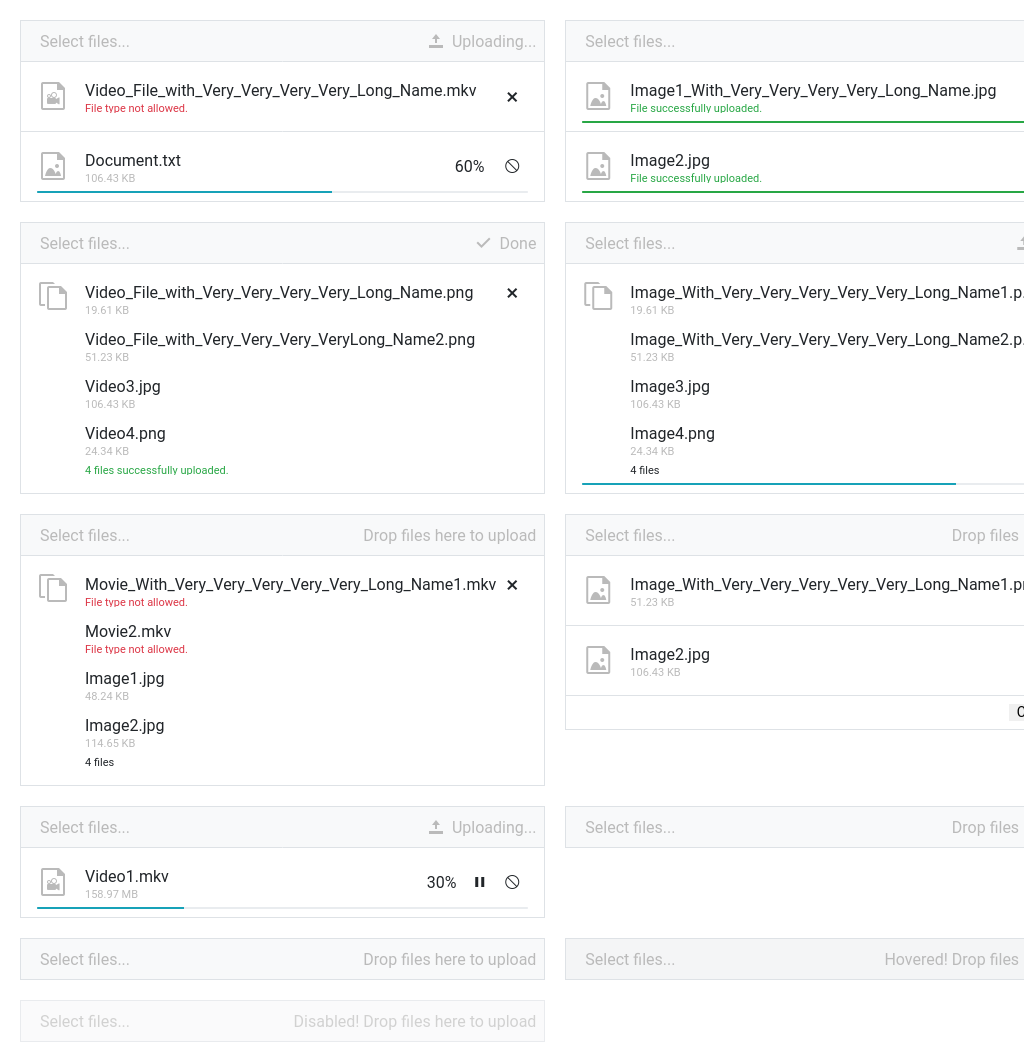 Select files...
Uploading...
Video_File_with_Very_Very_Very_Very_Long_Name.mkv
File type not allowed.
Document.txt
106.43 KB
60%
Select files...
Image1_With_Very_Very_Very_Very_Long_Name.jpg
File successfully uploaded.
Image2.jpg
File successfully uploaded.
Select files...
Done
Video_File_with_Very_Very_Very_Very_Long_Name.png
19.61 KB
Video_File_with_Very_Very_Very_VeryLong_Name2.png
51.23 KB
Video3.jpg
106.43 KB
Video4.png
24.34 KB
4 files successfully uploaded.
Select files...
Image_With_Very_Very_Very_Very_Very_Long_Name1.p
19.61 KB
Image_With_Very_Very_Very_Very_Very_Long_Name2.p
51.23 KB
Image3.jpg
106.43 KB
Image4.png
24.34 KB
4 files
Select files...
Drop files here to upload
Movie_With_Very_Very_Very_Very_Very_Long_Name1.mkv
File type not allowed.
Movie2.mkv
File type not allowed.
Image1.jpg
48.24 KB
Image2.jpg
114.65 KB
4 files
Select files...
Drop files
Image_With_Very_Very_Very_Very_Very_Long_Name1.p
51.23 KB
Image2.jpg
106.43 KB
Select files...
Uploading...
Video1.mkv
158.97 MB
30%
Select files...
Drop files
Select files...
Drop files here to upload
Select files...
Hovered! Drop files
Select files...
Disabled! Drop files here to upload